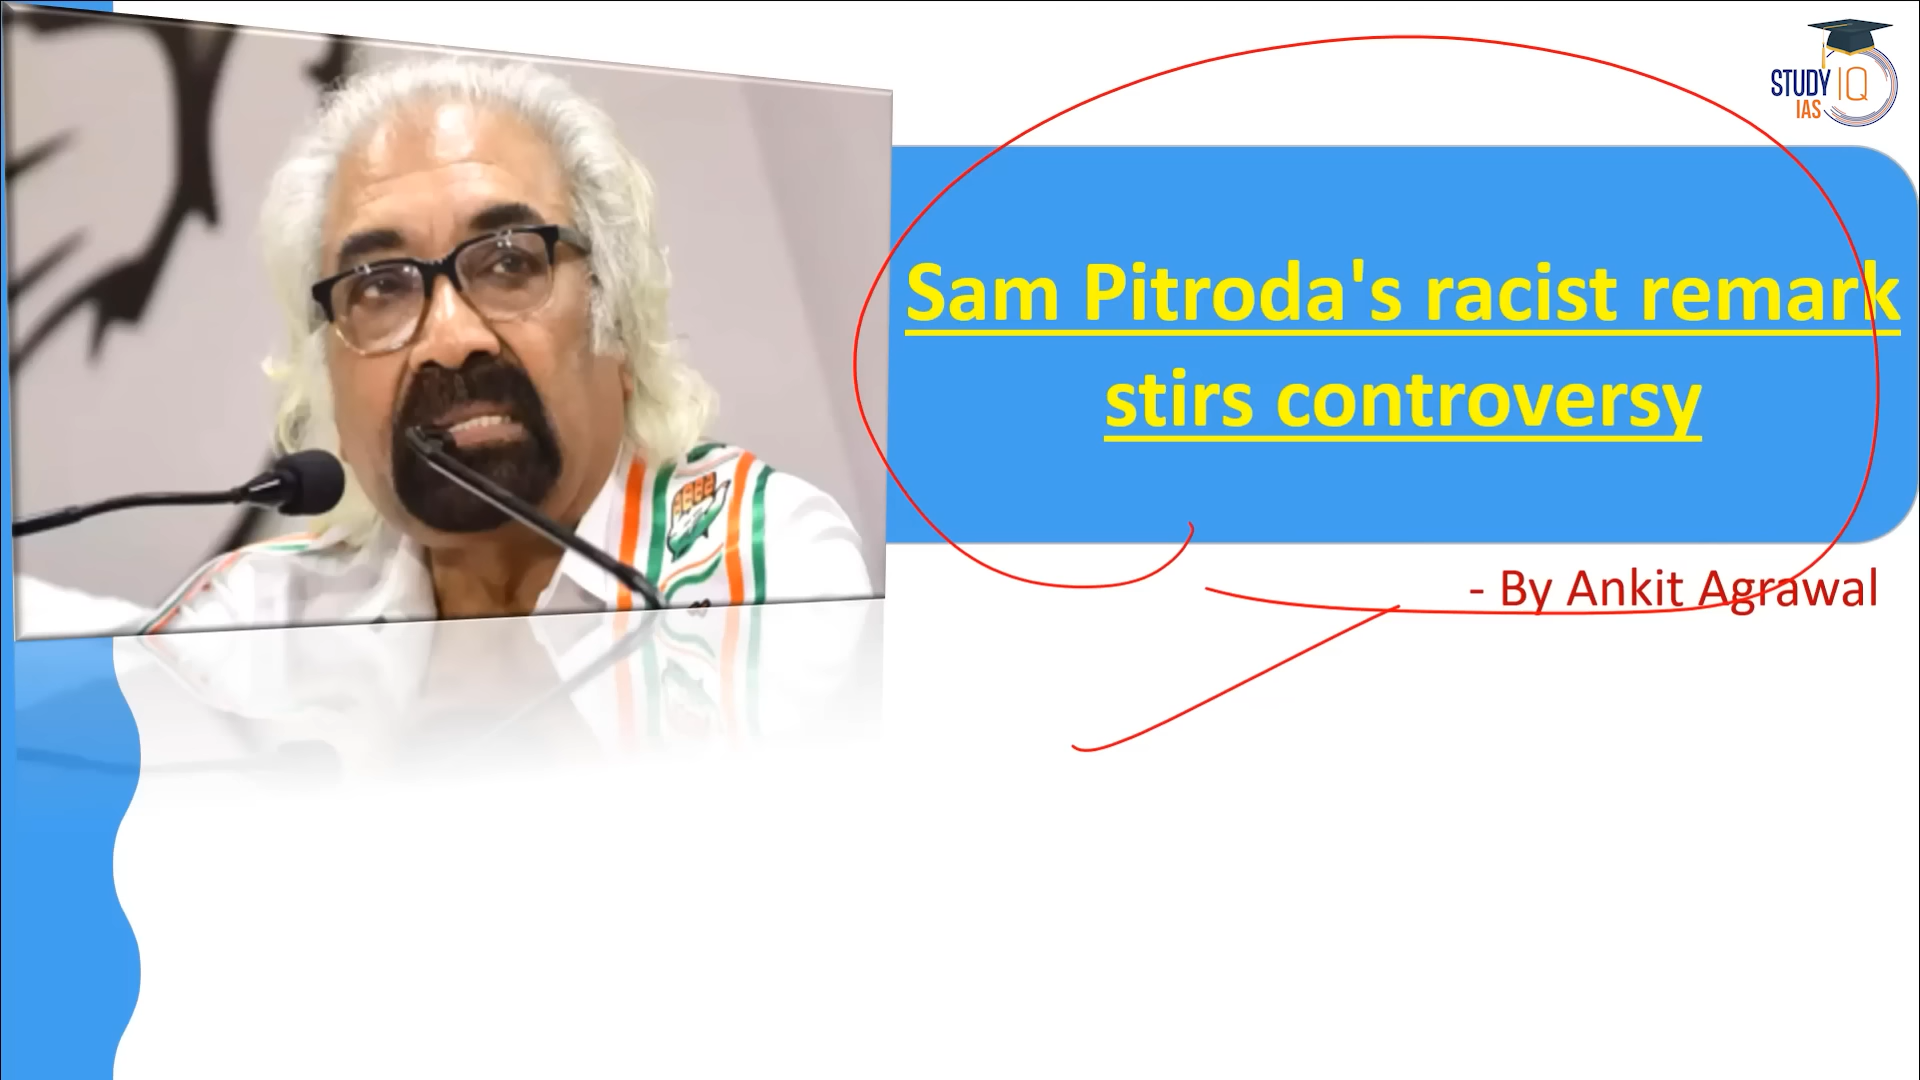 STUDY IQ
IAS
Sam Pitroda's racist remark
stirs controversy
- By Ankit Agrawal